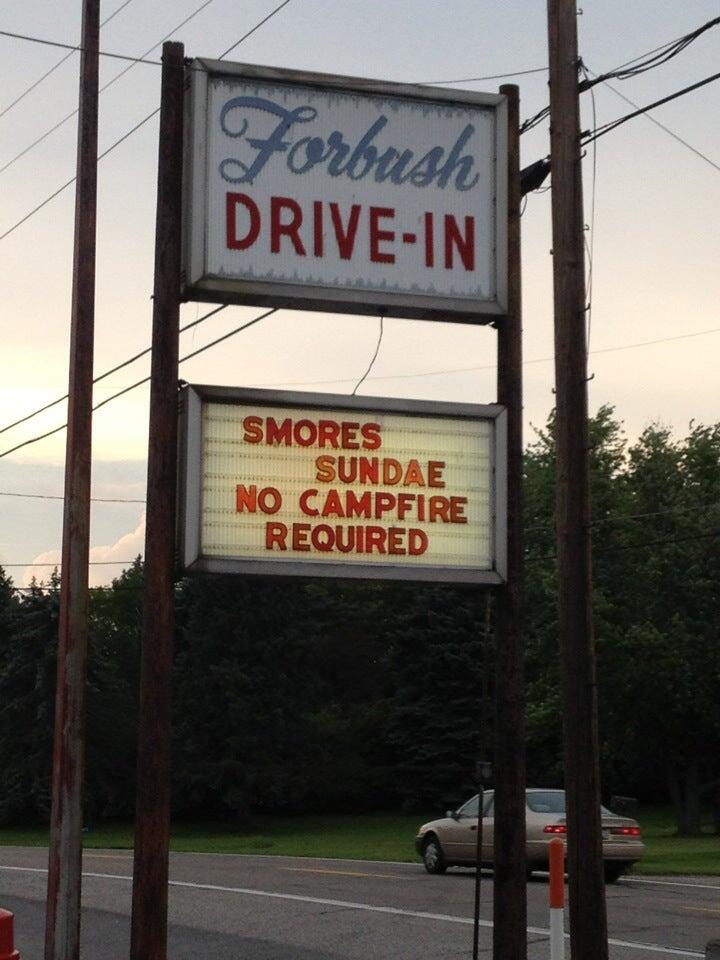 Forbush
DRIVE-IN
SMORES
SUNDAE
NO CAMPFIRE
REQUIRED